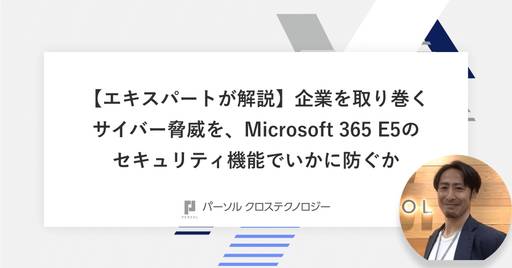 【エキスパートが解説】企業を取り巻く
サイバー脅威を、Microsoft 365 E5の
セキュリティ機能でいかに防ぐか
PERSOL
パーソル クロステクノロジー
OL